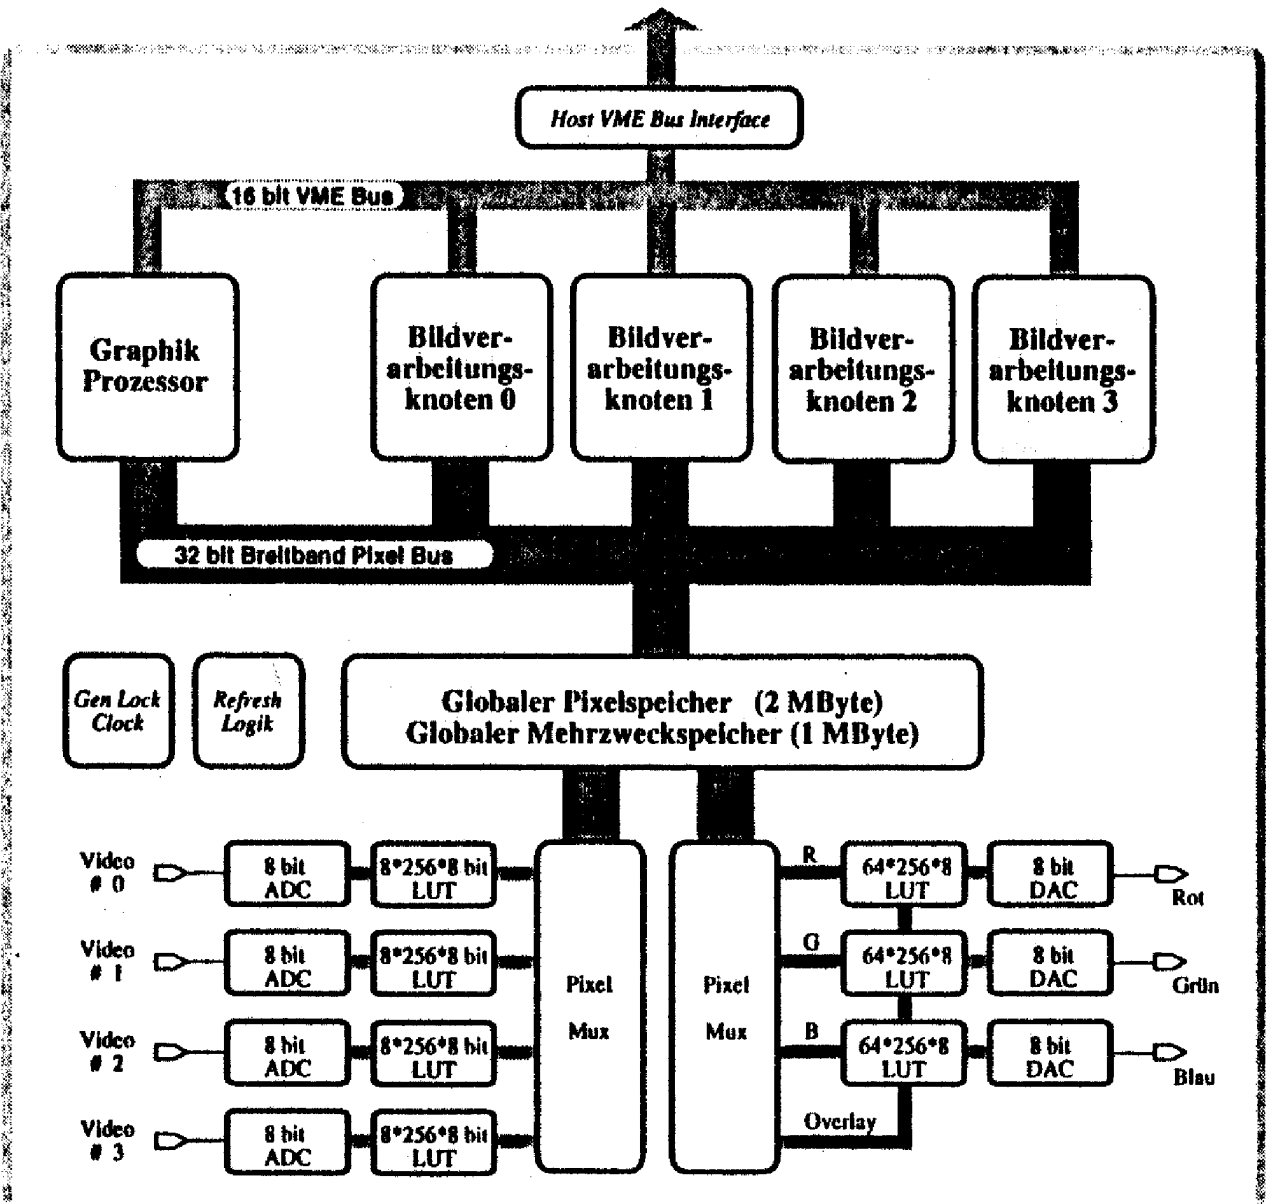 Host VME Bus Interface
16 bit VME Bus
Graphik
Prozessor
Bildver-
arbeitungs-
knoten 0
Bildver-
arbeitungs-
knoten 1
Bildver-
arbeitungs-
knoten 2
Bildver-
arbeitungs-
knoten 3
32 bit Breitband Pixel Bus
Gen Lock
Clock
Refresh
Logik
Globaler Pixelspeicher (2 MByte)
Globaler Mehrzweckspeicher (1 MByte)
Video
# 0
8 bit
ADC
8*256*8 bit
LUT
Video
# 1
8 bit
ADC
8*256*8 bit
LUT
Video
# 2
8 bit
ADC
8*256*8 bit
LUT
Video
# 3
8 bit
ADC
8*256*8 bit
LUT
Pixel
Mux
Pixel
Mux
R
64*256*8
LUT
8 bit
DAC
Rot
G
64*256*8
LUT
8 bit
DAC
Grün
B
64*256*8
LUT
8 bit
DAC
Blau
Overlay